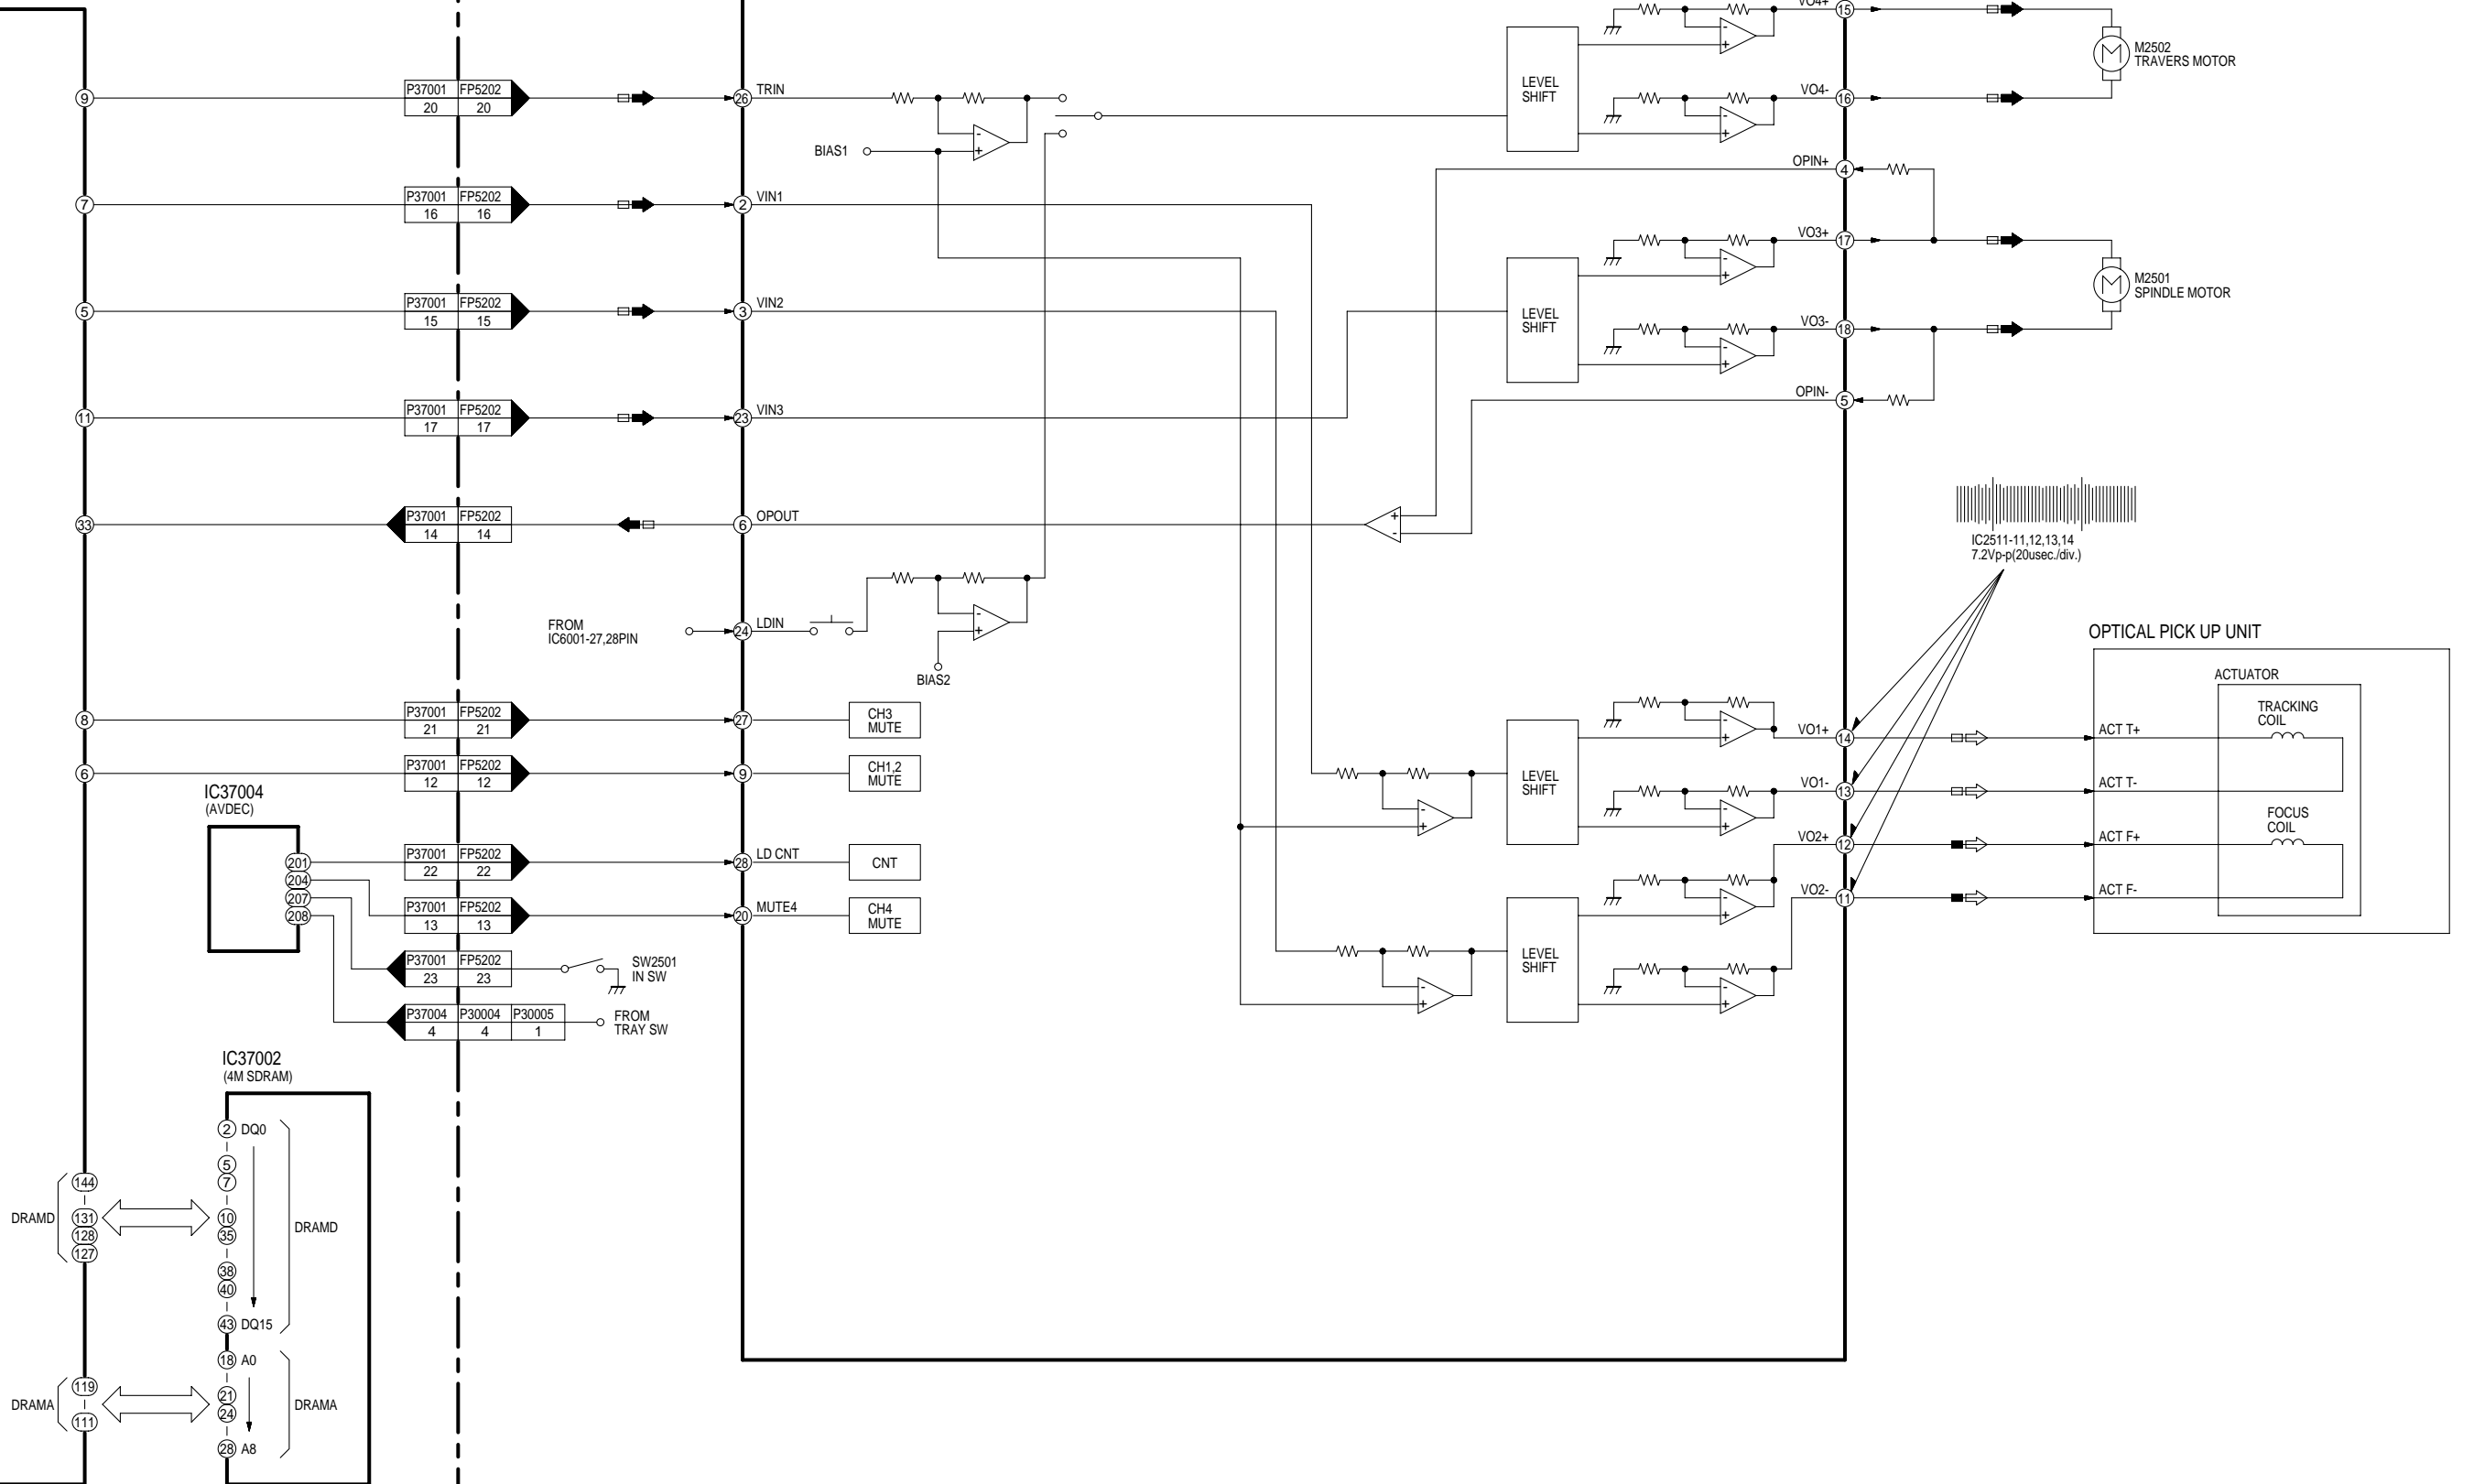 VO4+
15
M2502
TRAVERS MOTOR
9
P37001 FP5202
20 20
26 TRIN
LEVEL
SHIFT
VO4-
16
BIAS1
OPIN+
4
7
P37001 FP5202
16 16
2 VIN1
VO3+
17
M2501
SPINDLE MOTOR
5
P37001 FP5202
15 15
3 VIN2
LEVEL
SHIFT
VO3-
18
OPIN-
5
11
P37001 FP5202
17 17
23 VIN3
33
P37001 FP5202
14 14
6 OPOUT
IC2511-11,12,13,14
7.2Vp-p(20usec./div.)
FROM
IC6001-27,28PIN
24 LDIN
BIAS2
OPTICAL PICK UP UNIT
ACTUATOR
TRACKING
COIL
8
P37001 FP5202
21 21
27
CH3
MUTE
VO1+
14
ACT T+
6
P37001 FP5202
12 12
9
CH1,2
MUTE
LEVEL
SHIFT
VO1-
13
ACT T-
IC37004
(AVDEC)
FOCUS
COIL
VO2+
12
ACT F+
201
204
207
208
P37001 FP5202
22 22
28 LD CNT
CNT
VO2-
11
ACT F-
P37001 FP5202
13 13
20 MUTE4
CH4
MUTE
LEVEL
SHIFT
P37001 FP5202
23 23
SW2501
IN SW
P37004 P30004 P30005
4 4 1
FROM
TRAY SW
IC37002
(4M SDRAM)
2 DQ0
5
7
10
35
38
40
43 DQ15
DRAMD
144
131
128
127
DRAMD
18 A0
21
24
28 A8
DRAMA
119
111
DRAMA
M
M